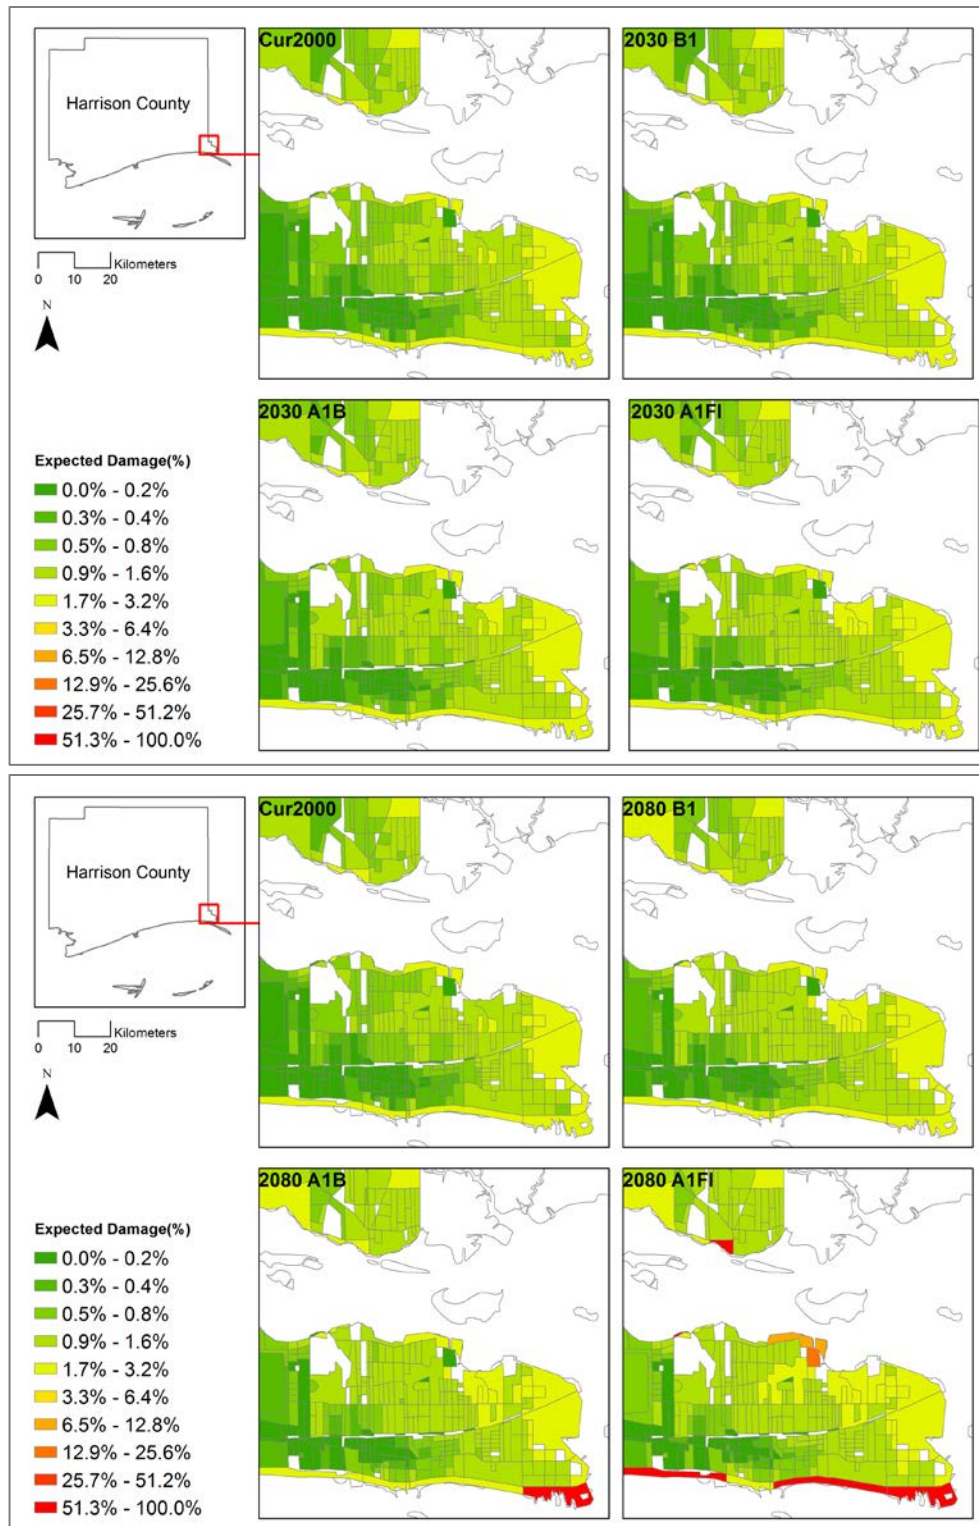 Cur2000
2030 B1
Harrison County
Kilometers
0 10 20
N
2030 A1B
2030 A1FI
Expected Damage(%)
0.0% - 0.2%
0.3% - 0.4%
0.5% - 0.8%
0.9% - 1.6%
1.7% - 3.2%
3.3% - 6.4%
6.5% - 12.8%
12.9% - 25.6%
25.7% - 51.2%
51.3% - 100.0%
Cur2000
2080 B1
Harrison County
Kilometers
0 10 20
N
2080 A1B
2080 A1FI
Expected Damage(%)
0.0% - 0.2%
0.3% - 0.4%
0.5% - 0.8%
0.9% - 1.6%
1.7% - 3.2%
3.3% - 6.4%
6.5% - 12.8%
12.9% - 25.6%
25.7% - 51.2%
51.3% - 100.0%